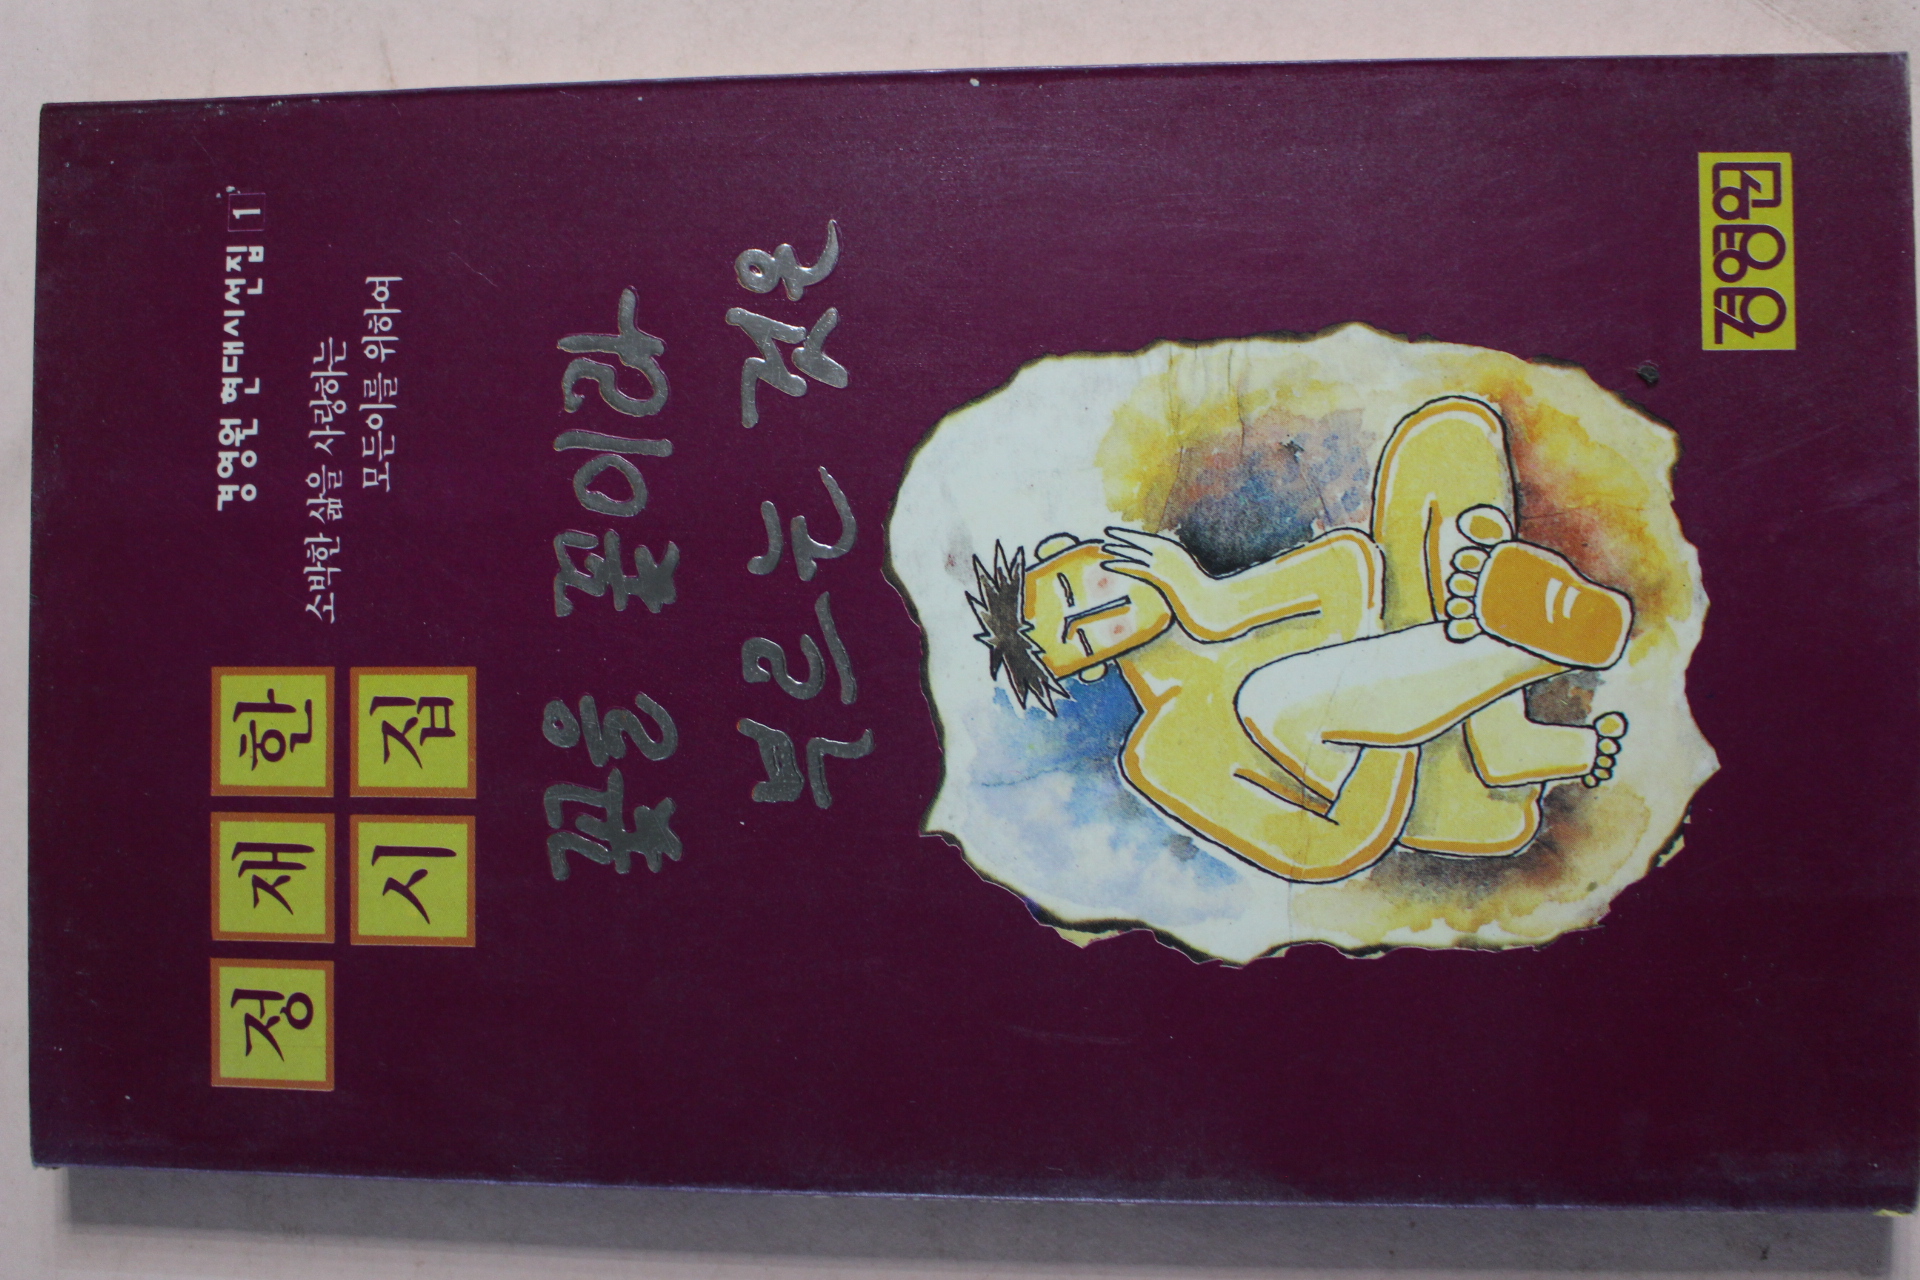 경영원 현대시선집 1
소박한 삶을 사랑하는
모든이를 위하여
정재한
시집
꽃을 꽃이라
부르는 것은
경영원